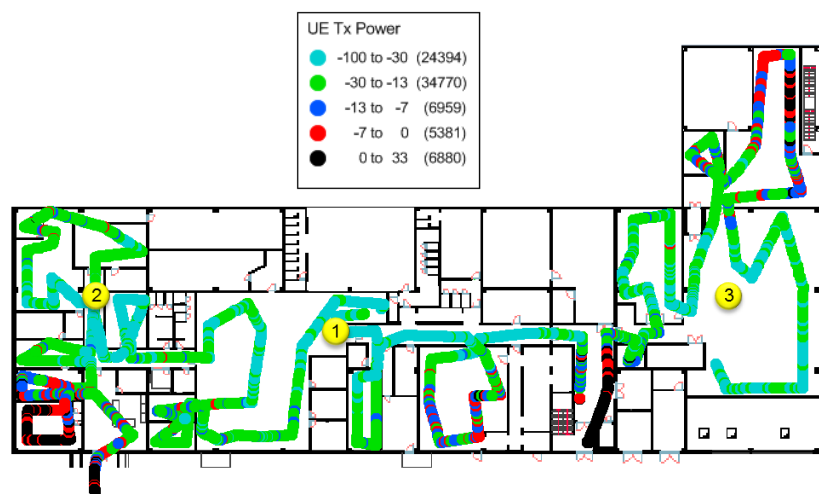 UE Tx Power
-100 to -30 (24394)
-30 to -13 (34770)
-13 to -7 (6959)
-7 to 0 (5381)
0 to 33 (6880)
2
1
3